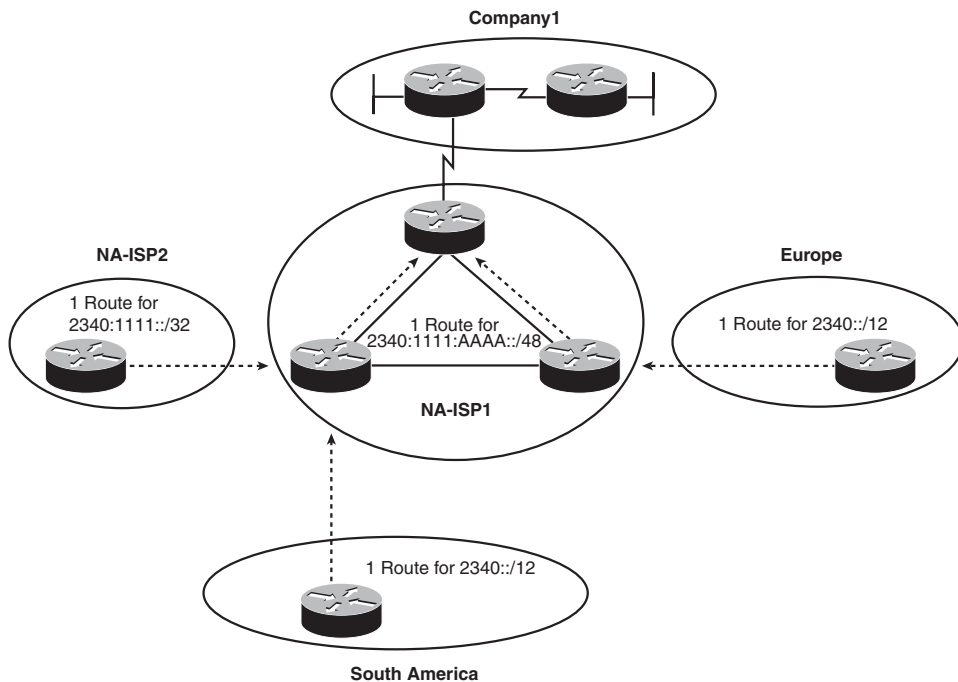 Company1
NA-ISP2
1 Route for
2340:1111::/32
Europe
1 Route for 2340::/12
1 Route for
2340:1111:AAAA::/48
NA-ISP1
1 Route for 2340::/12
South America